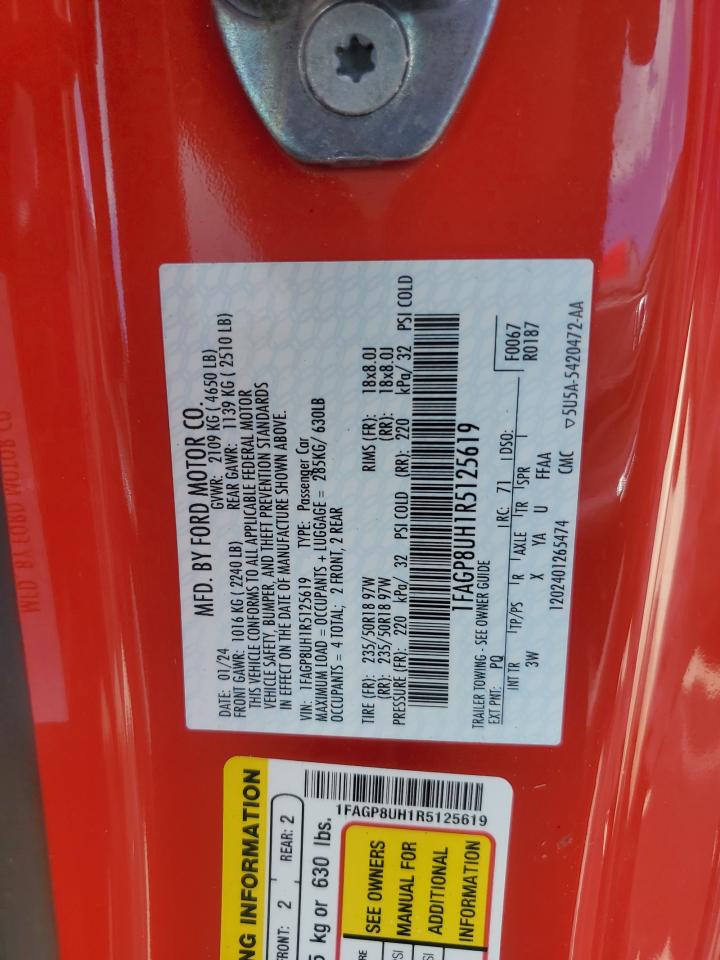 MFD. BY FORD MOTOR CO.
DATE: 01/24 GVWR: 2109 KG ( 4650 LB)
FRONT GAWR: 1016 KG ( 2240 LB) REAR GAWR: 1139 KG ( 2510 LB)
THIS VEHICLE CONFORMS TO ALL APPLICABLE FEDERAL MOTOR
VEHICLE SAFETY, BUMPER, AND THEFT PREVENTION STANDARDS
IN EFFECT ON THE DATE OF MANUFACTURE SHOWN ABOVE.
VIN: 1FAGP8UH1R5125619 TYPE: Passenger Car
MAXIMUM LOAD = OCCUPANTS + LUGGAGE = 285KG/ 630LB
OCCUPANTS = 4 TOTAL; 2 FRONT, 2 REAR
TIRE (FR): 235/50R18 97W RIMS (FR): 18x8.0J
(RR): 235/50R18 97W (RR): 18x8.0J
PRESSURE (FR): 220 kPa/ 32 PSI COLD (RR): 220 kPa/ 32 PSI COLD
1FAGP8UH1R5125619
TRAILER TOWING - SEE OWNER GUIDE
EXT PNT: PQ RC: 71 DSO: F0067
R0187
INT TR TP/PS R AXLE TR SPR
3W X YA U FFAA
1202401265474 CMC ▽5U5A-5420472-AA
NG INFORMATION
FRONT: 2 REAR: 2
5 kg or 630 lbs.
1FAGP8UH1R5125619
SEE OWNERS
MANUAL FOR
ADDITIONAL
INFORMATION